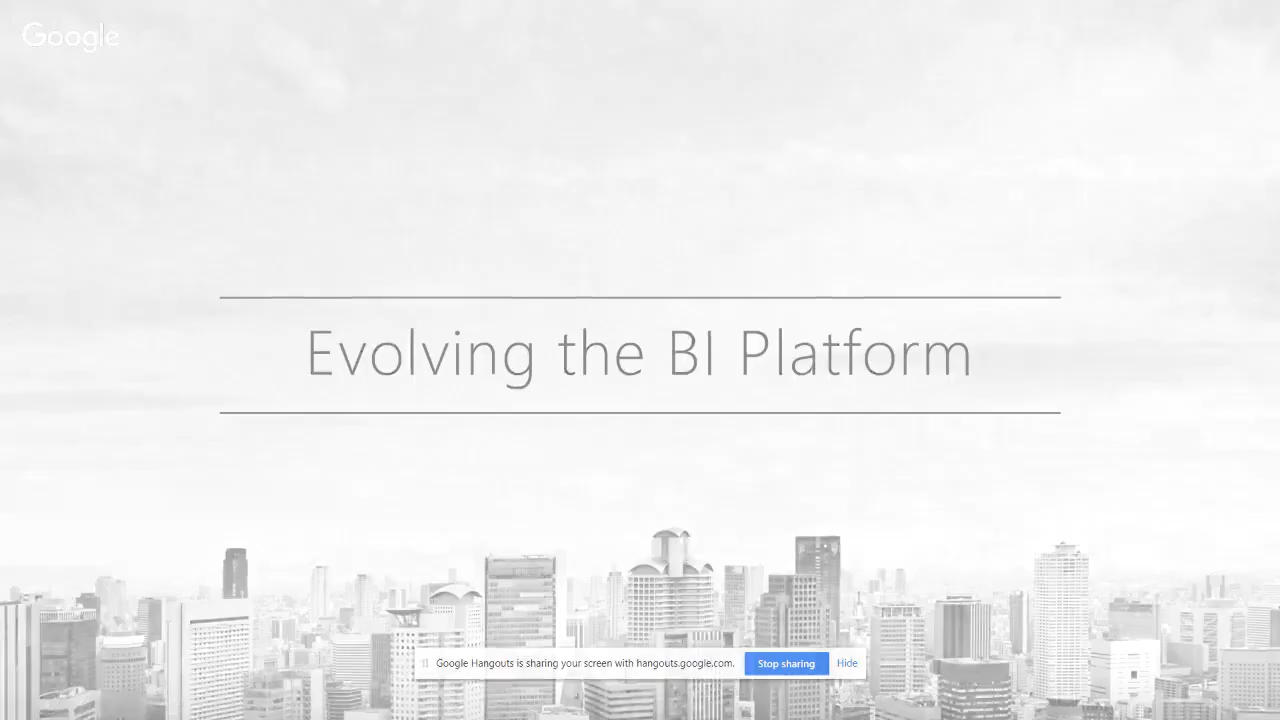 Google
Evolving the BI Platform
Google Hangouts is sharing your screen with hangouts.google.com.
Stop sharing
Hide